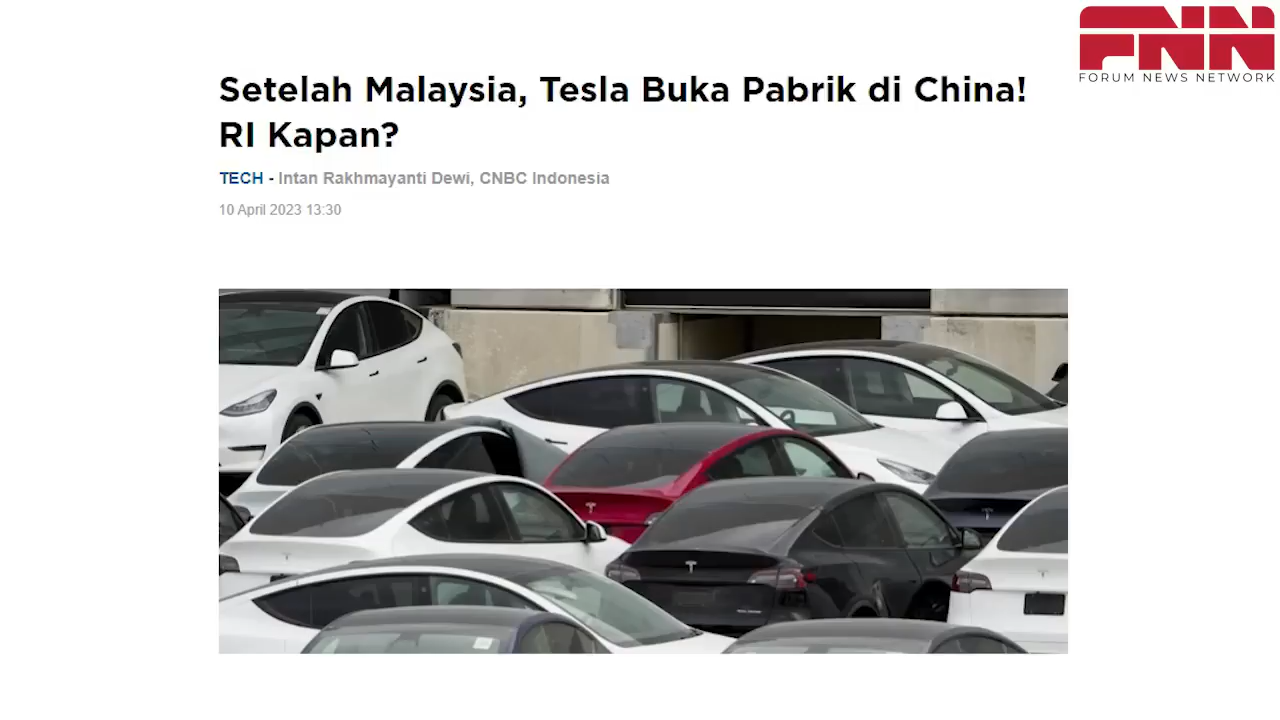 FNN
FORUM NEWS NETWORK
Setelah Malaysia, Tesla Buka Pabrik di China!
RI Kapan?
TECH - Intan Rakhmayanti Dewi, CNBC Indonesia
10 April 2023 13:30